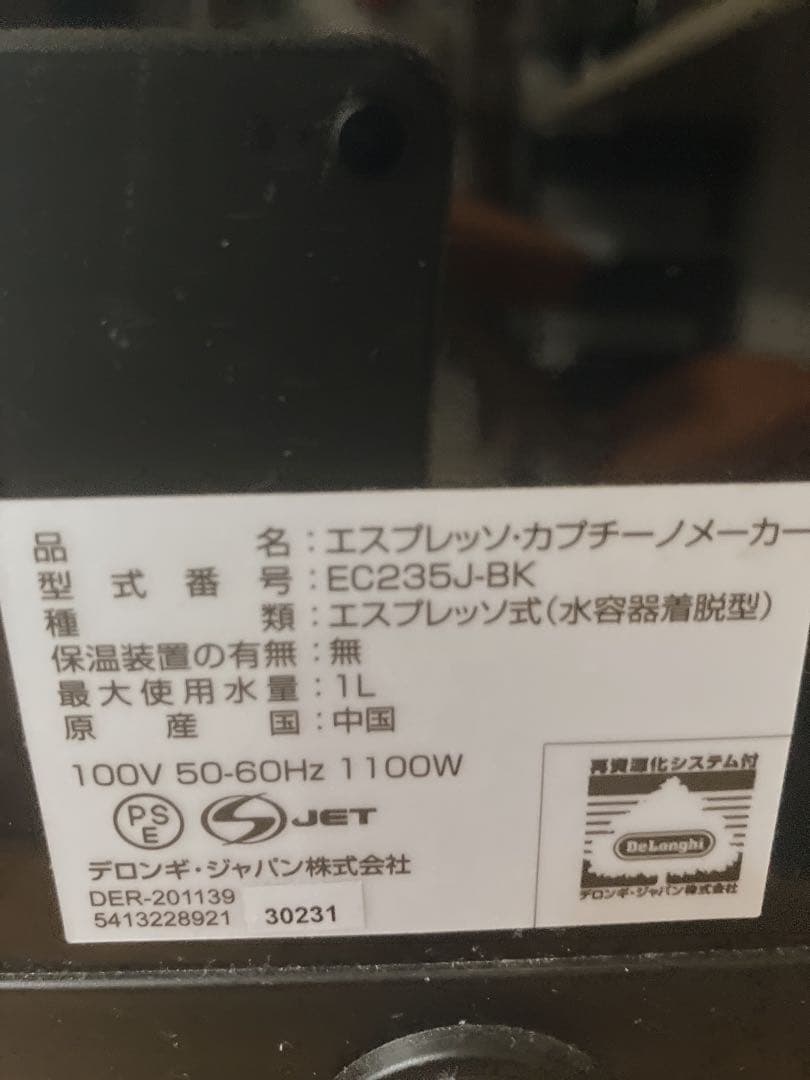 品名：エスプレッソ・カプチーノメーカー
型式番号：EC235J-BK
種類：エスプレッソ式（水容器着脱型）
保温装置の有無：無
最大使用水量：1L
原産国：中国
100V 50-60Hz 1100W
PSE JET
デロンギ・ジャパン株式会社
DER-201139
5413228921 30231
再資源化システム付
DeLonghi
デロンギ・ジャパン株式会社